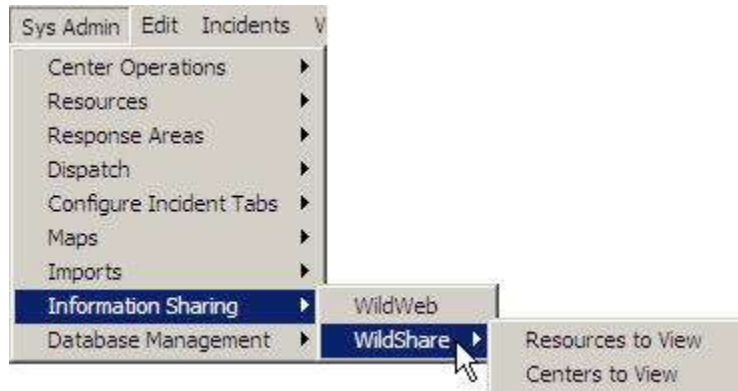 Sys Admin Edit Incidents V
Center Operations
Resources
Response Areas
Dispatch
Configure Incident Tabs
Maps
Imports
Information Sharing WildWeb
Database Management WildShare Resources to View
Centers to View